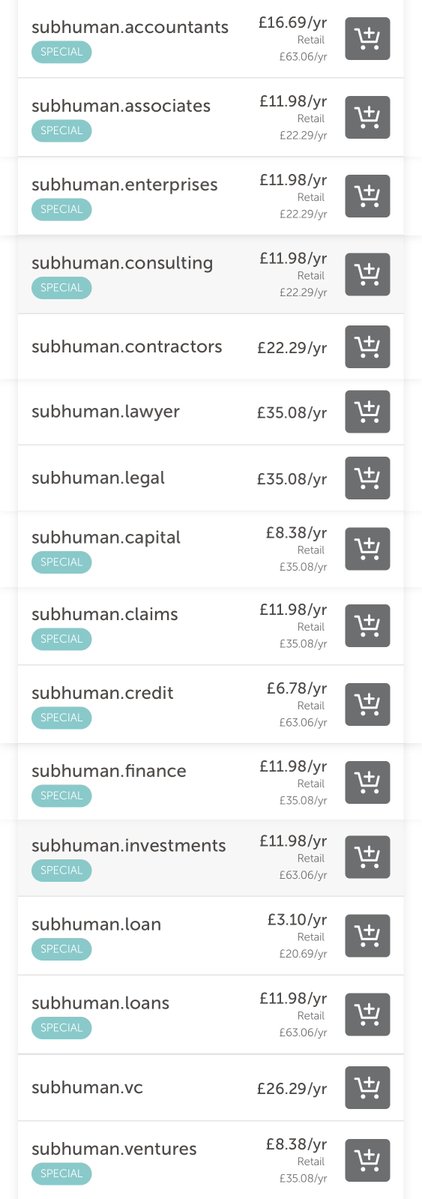 subhuman.accountants
SPECIAL
£16.69/yr
Retail
£63.06/yr
subhuman.associates
SPECIAL
£11.98/yr
Retail
£22.29/yr
subhuman.enterprises
SPECIAL
£11.98/yr
Retail
£22.29/yr
subhuman.consulting
SPECIAL
£11.98/yr
Retail
£22.29/yr
subhuman.contractors
£22.29/yr
subhuman.lawyer
£35.08/yr
subhuman.legal
£35.08/yr
subhuman.capital
SPECIAL
£8.38/yr
Retail
£35.08/yr
subhuman.claims
SPECIAL
£11.98/yr
Retail
£35.08/yr
subhuman.credit
SPECIAL
£6.78/yr
Retail
£63.06/yr
subhuman.finance
SPECIAL
£11.98/yr
Retail
£35.08/yr
subhuman.investments
SPECIAL
£11.98/yr
Retail
£63.06/yr
subhuman.loan
SPECIAL
£3.10/yr
Retail
£20.69/yr
subhuman.loans
SPECIAL
£11.98/yr
Retail
£63.06/yr
subhuman.vc
£26.29/yr
subhuman.ventures
SPECIAL
£8.38/yr
Retail
£35.08/yr